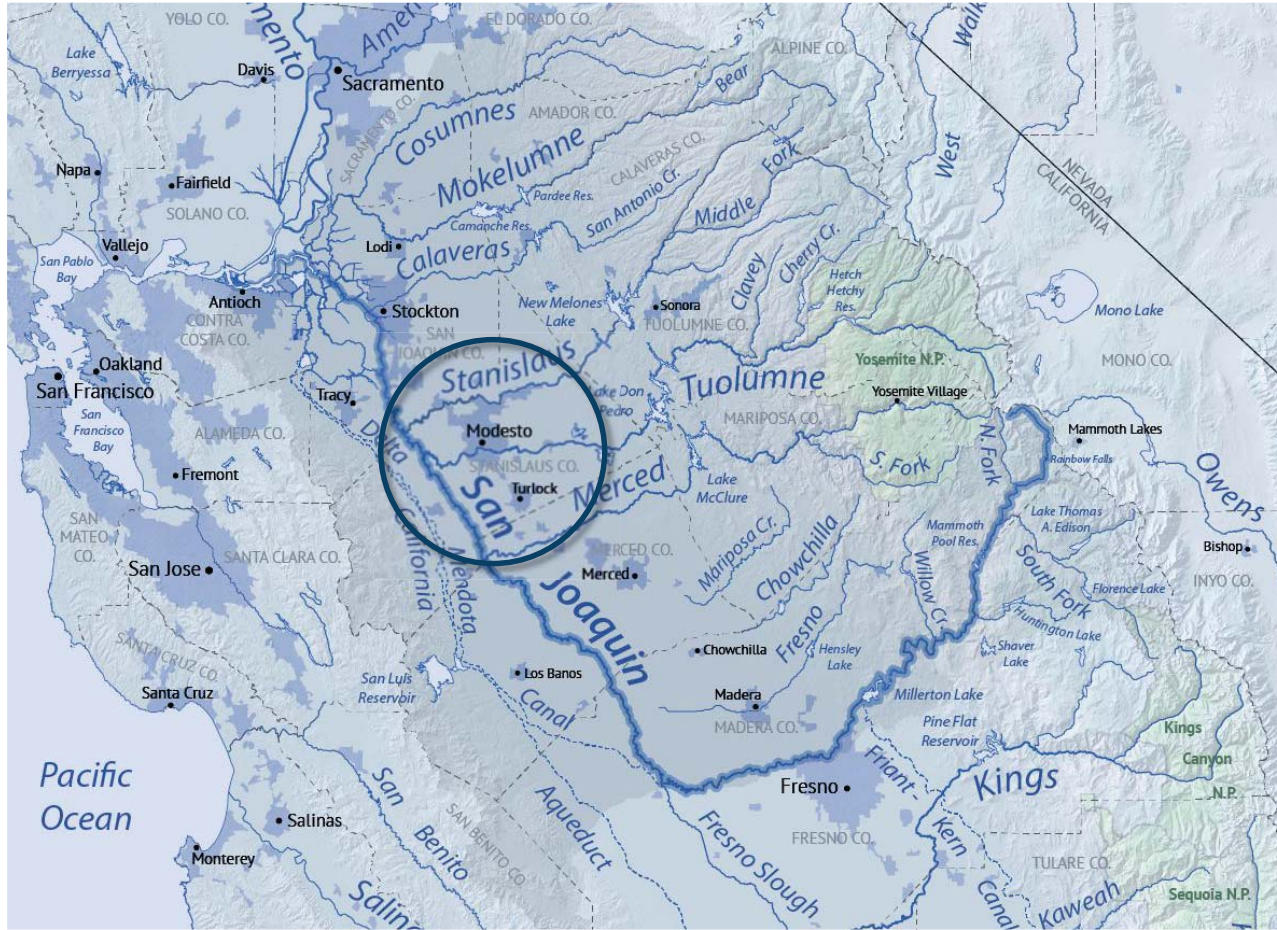 YOLO CO.
EL DORADO CO.
Ameri
mento
ALPINE CO.
Walk
Lake
Berryessa
Davis
Sacramento
Bear
AMADOR CO.
Cosumnes
SACRAMENTO CO.
Mokelumne
CALAVERAS CO.
Fork
West
NEVADA
CALIFORNIA
Napa
Fairfield
SOLANO CO.
Pardee Res.
San Antonio Cr.
Middle
Camanche Res.
Lodi
Calaveras
Vallejo
San Pablo
Bay
Antioch
CONTRA
COSTA CO.
Stockton
New Melones
Lake
Sonora
TUOLUMNE CO.
Clavey
Cherry Cr.
Hetch
Hetchy
Res.
Mono Lake
SAN
JOAQUIN CO.
Stanislaus
MONO CO.
Oakland
San Francisco
San
Francisco
Bay
Tracy
Lake Don
Pedro
Tuolumne
Yosemite N.P.
Yosemite Village
MARIPOSA CO.
ALAMEDA CO.
Delta
Modesto
STANISLAUS CO.
Mammoth Lakes
N. Fork
S. Fork
Rainbow Falls
Fremont
Turlock
Merced
Lake
McClure
Owens
San
Joaquin
SAN
MATEO
CO.
SANTA CLARA CO.
California
Mendota
Lake Thomas
A. Edison
Mammoth
Pool Res.
MERCED CO.
Mariposa Cr.
Chowchilla
Willow Cr.
South Fork
Bishop
INYO CO.
San Jose
Merced
Florence Lake
Huntington Lake
SANTA CRUZ CO.
Chowchilla
Fresno
Hensley
Lake
Shaver
Lake
Los Banos
San Luis
Reservoir
Santa Cruz
Canal
Madera
MADERA CO.
Millerton Lake
Pine Flat
Reservoir
Kings
Canyon
N.P.
Pacific
Ocean
San
Benito
SAN BENITO CO.
Aqueduct
Fresno
Friant -
Kern
Canal
Kings
Salinas
Fresno Slough
FRESNO CO.
Monterey
Salin
TULARE CO.
Kaweah
Sequoia N.P.